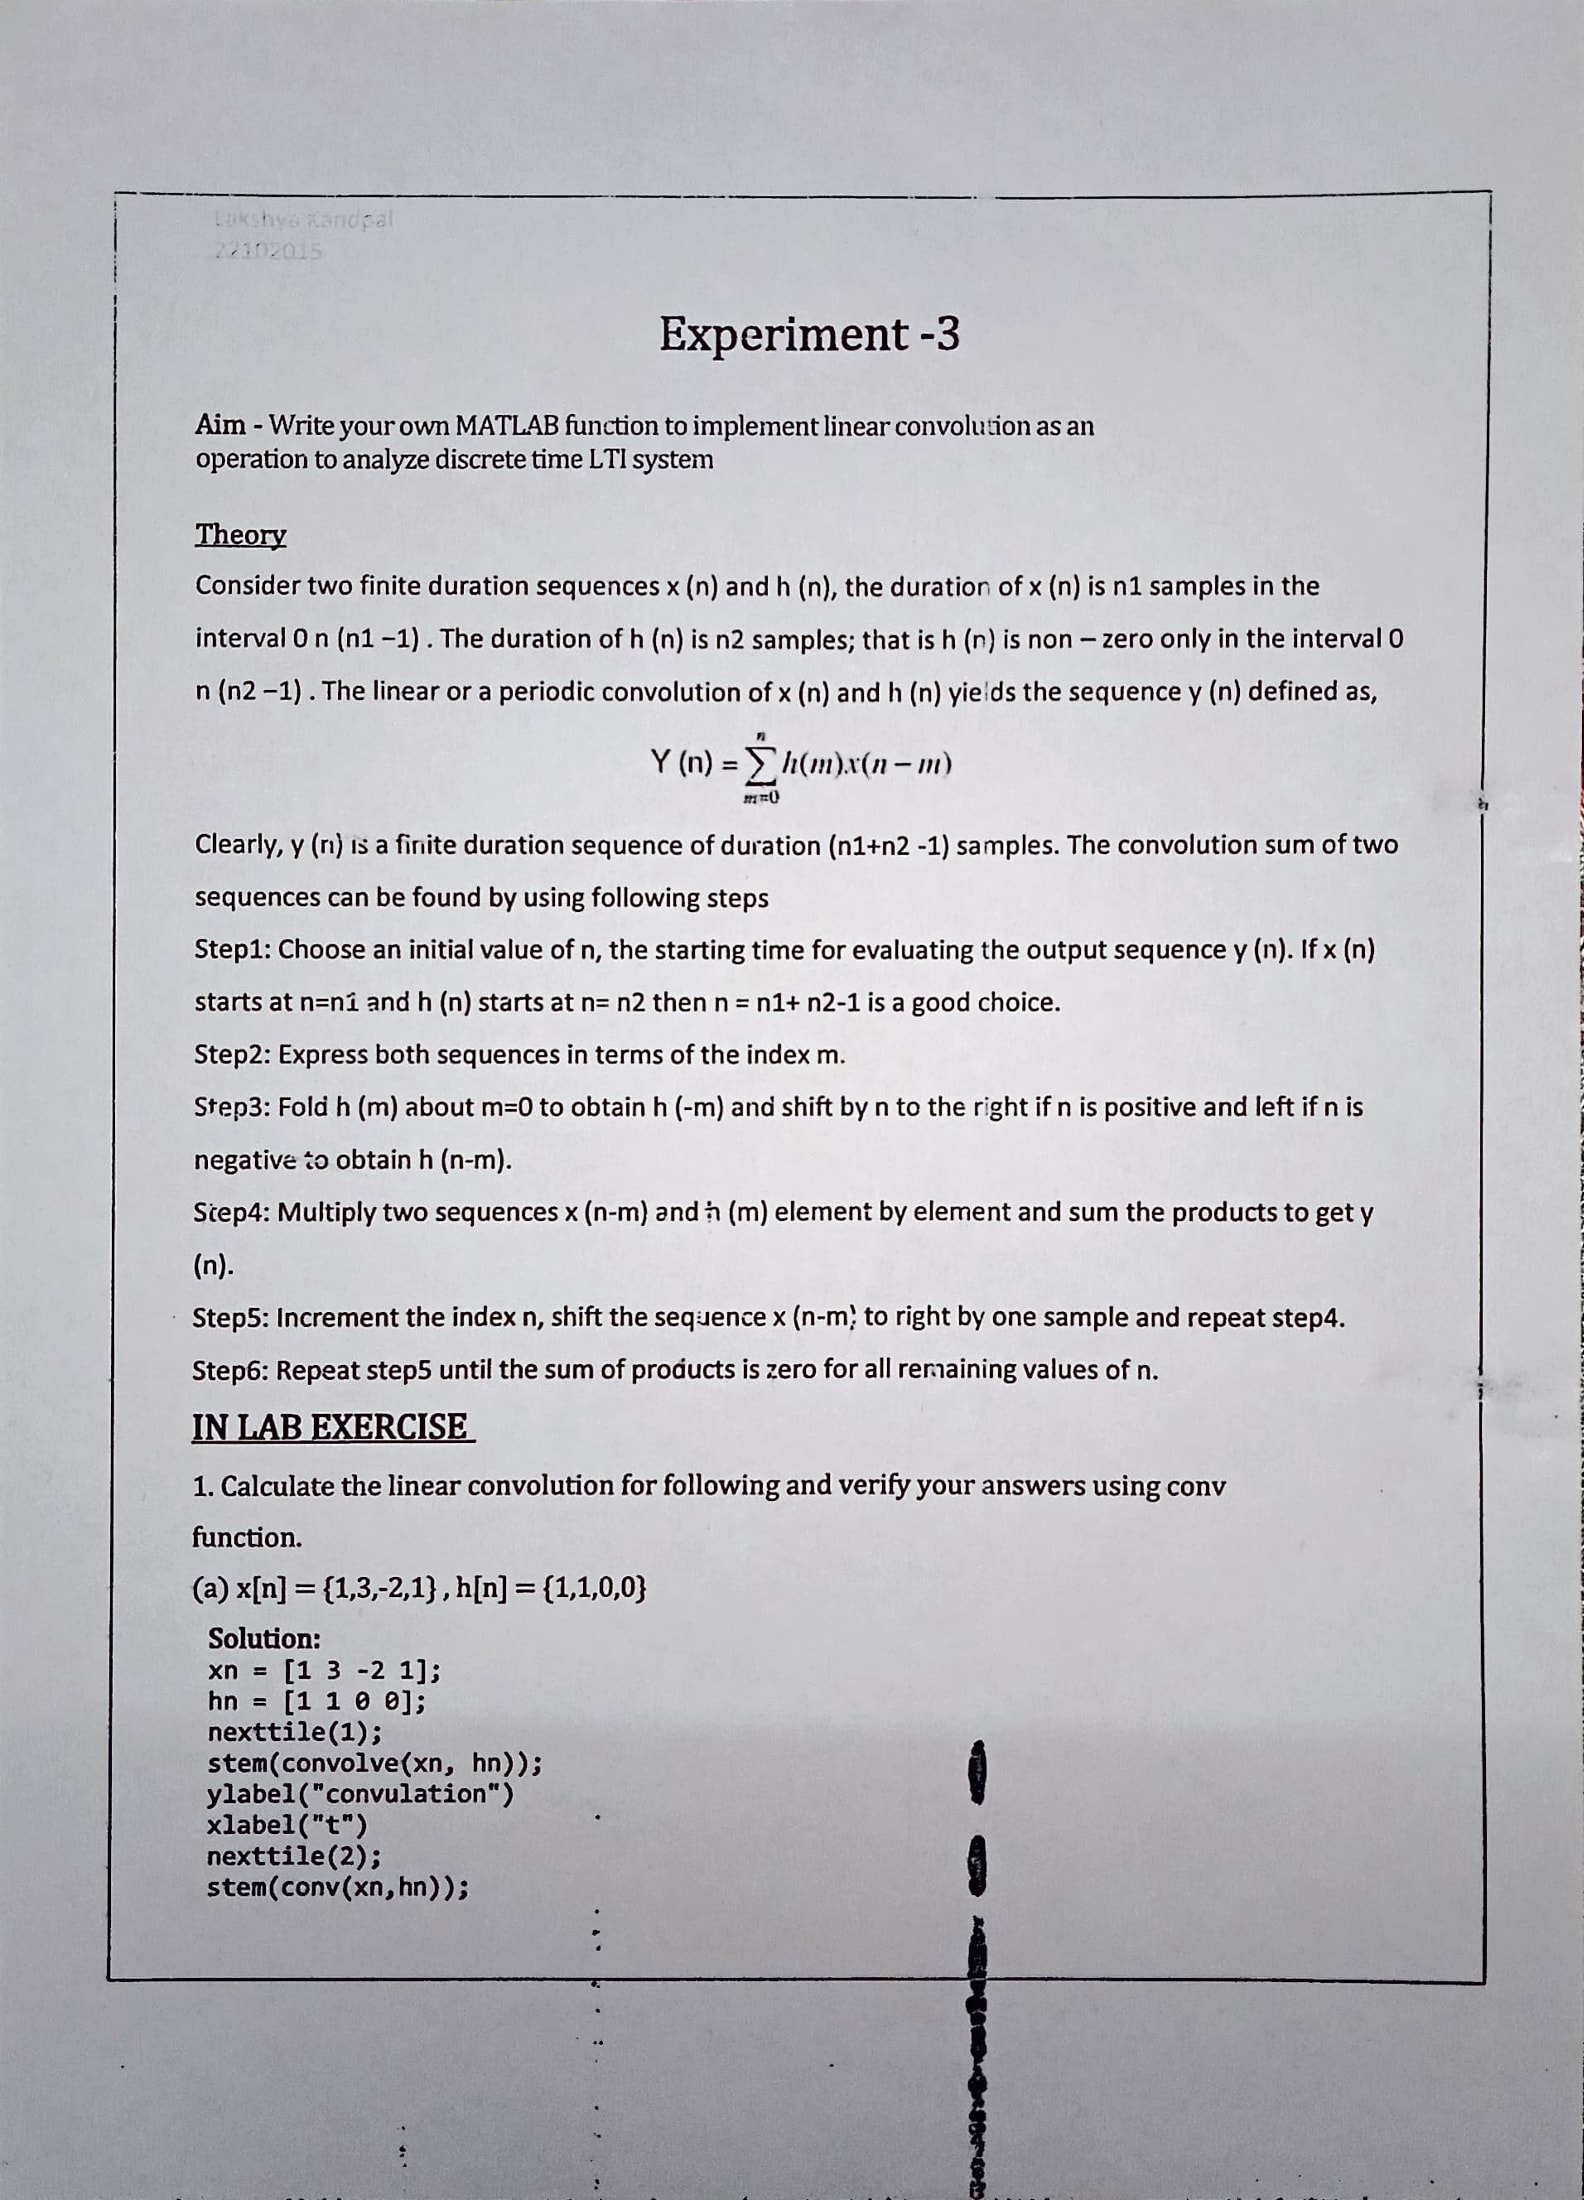 Lakshya Kandpal
22102015
Experiment -3
Aim - Write your own MATLAB function to implement linear convolution as an
operation to analyze discrete time LTI system
Theory
Consider two finite duration sequences x (n) and h (n), the duration of x (n) is n1 samples in the
interval 0 n (n1 –1) . The duration of h (n) is n2 samples; that is h (n) is non – zero only in the interval 0
n (n2 –1) . The linear or a periodic convolution of x (n) and h (n) yields the sequence y (n) defined as,
Y (n) = \sum_{m=0}^{n} h(m)x(n – m)
Clearly, y (n) is a finite duration sequence of duration (n1+n2 -1) samples. The convolution sum of two
sequences can be found by using following steps
Step1: Choose an initial value of n, the starting time for evaluating the output sequence y (n). If x (n)
starts at n=n1 and h (n) starts at n= n2 then n = n1+ n2-1 is a good choice.
Step2: Express both sequences in terms of the index m.
Step3: Fold h (m) about m=0 to obtain h (-m) and shift by n to the right if n is positive and left if n is
negative to obtain h (n-m).
Step4: Multiply two sequences x (n-m) and h (m) element by element and sum the products to get y
(n).
Step5: Increment the index n, shift the sequence x (n-m) to right by one sample and repeat step4.
Step6: Repeat step5 until the sum of products is zero for all remaining values of n.
IN LAB EXERCISE
1. Calculate the linear convolution for following and verify your answers using conv
function.
(a) x[n] = {1,3,-2,1} , h[n] = {1,1,0,0}
Solution:
xn = [1 3 -2 1];
hn = [1 1 0 0];
nexttile(1);
stem(convolve(xn, hn));
ylabel("convulation")
xlabel("t")
nexttile(2);
stem(conv(xn,hn));